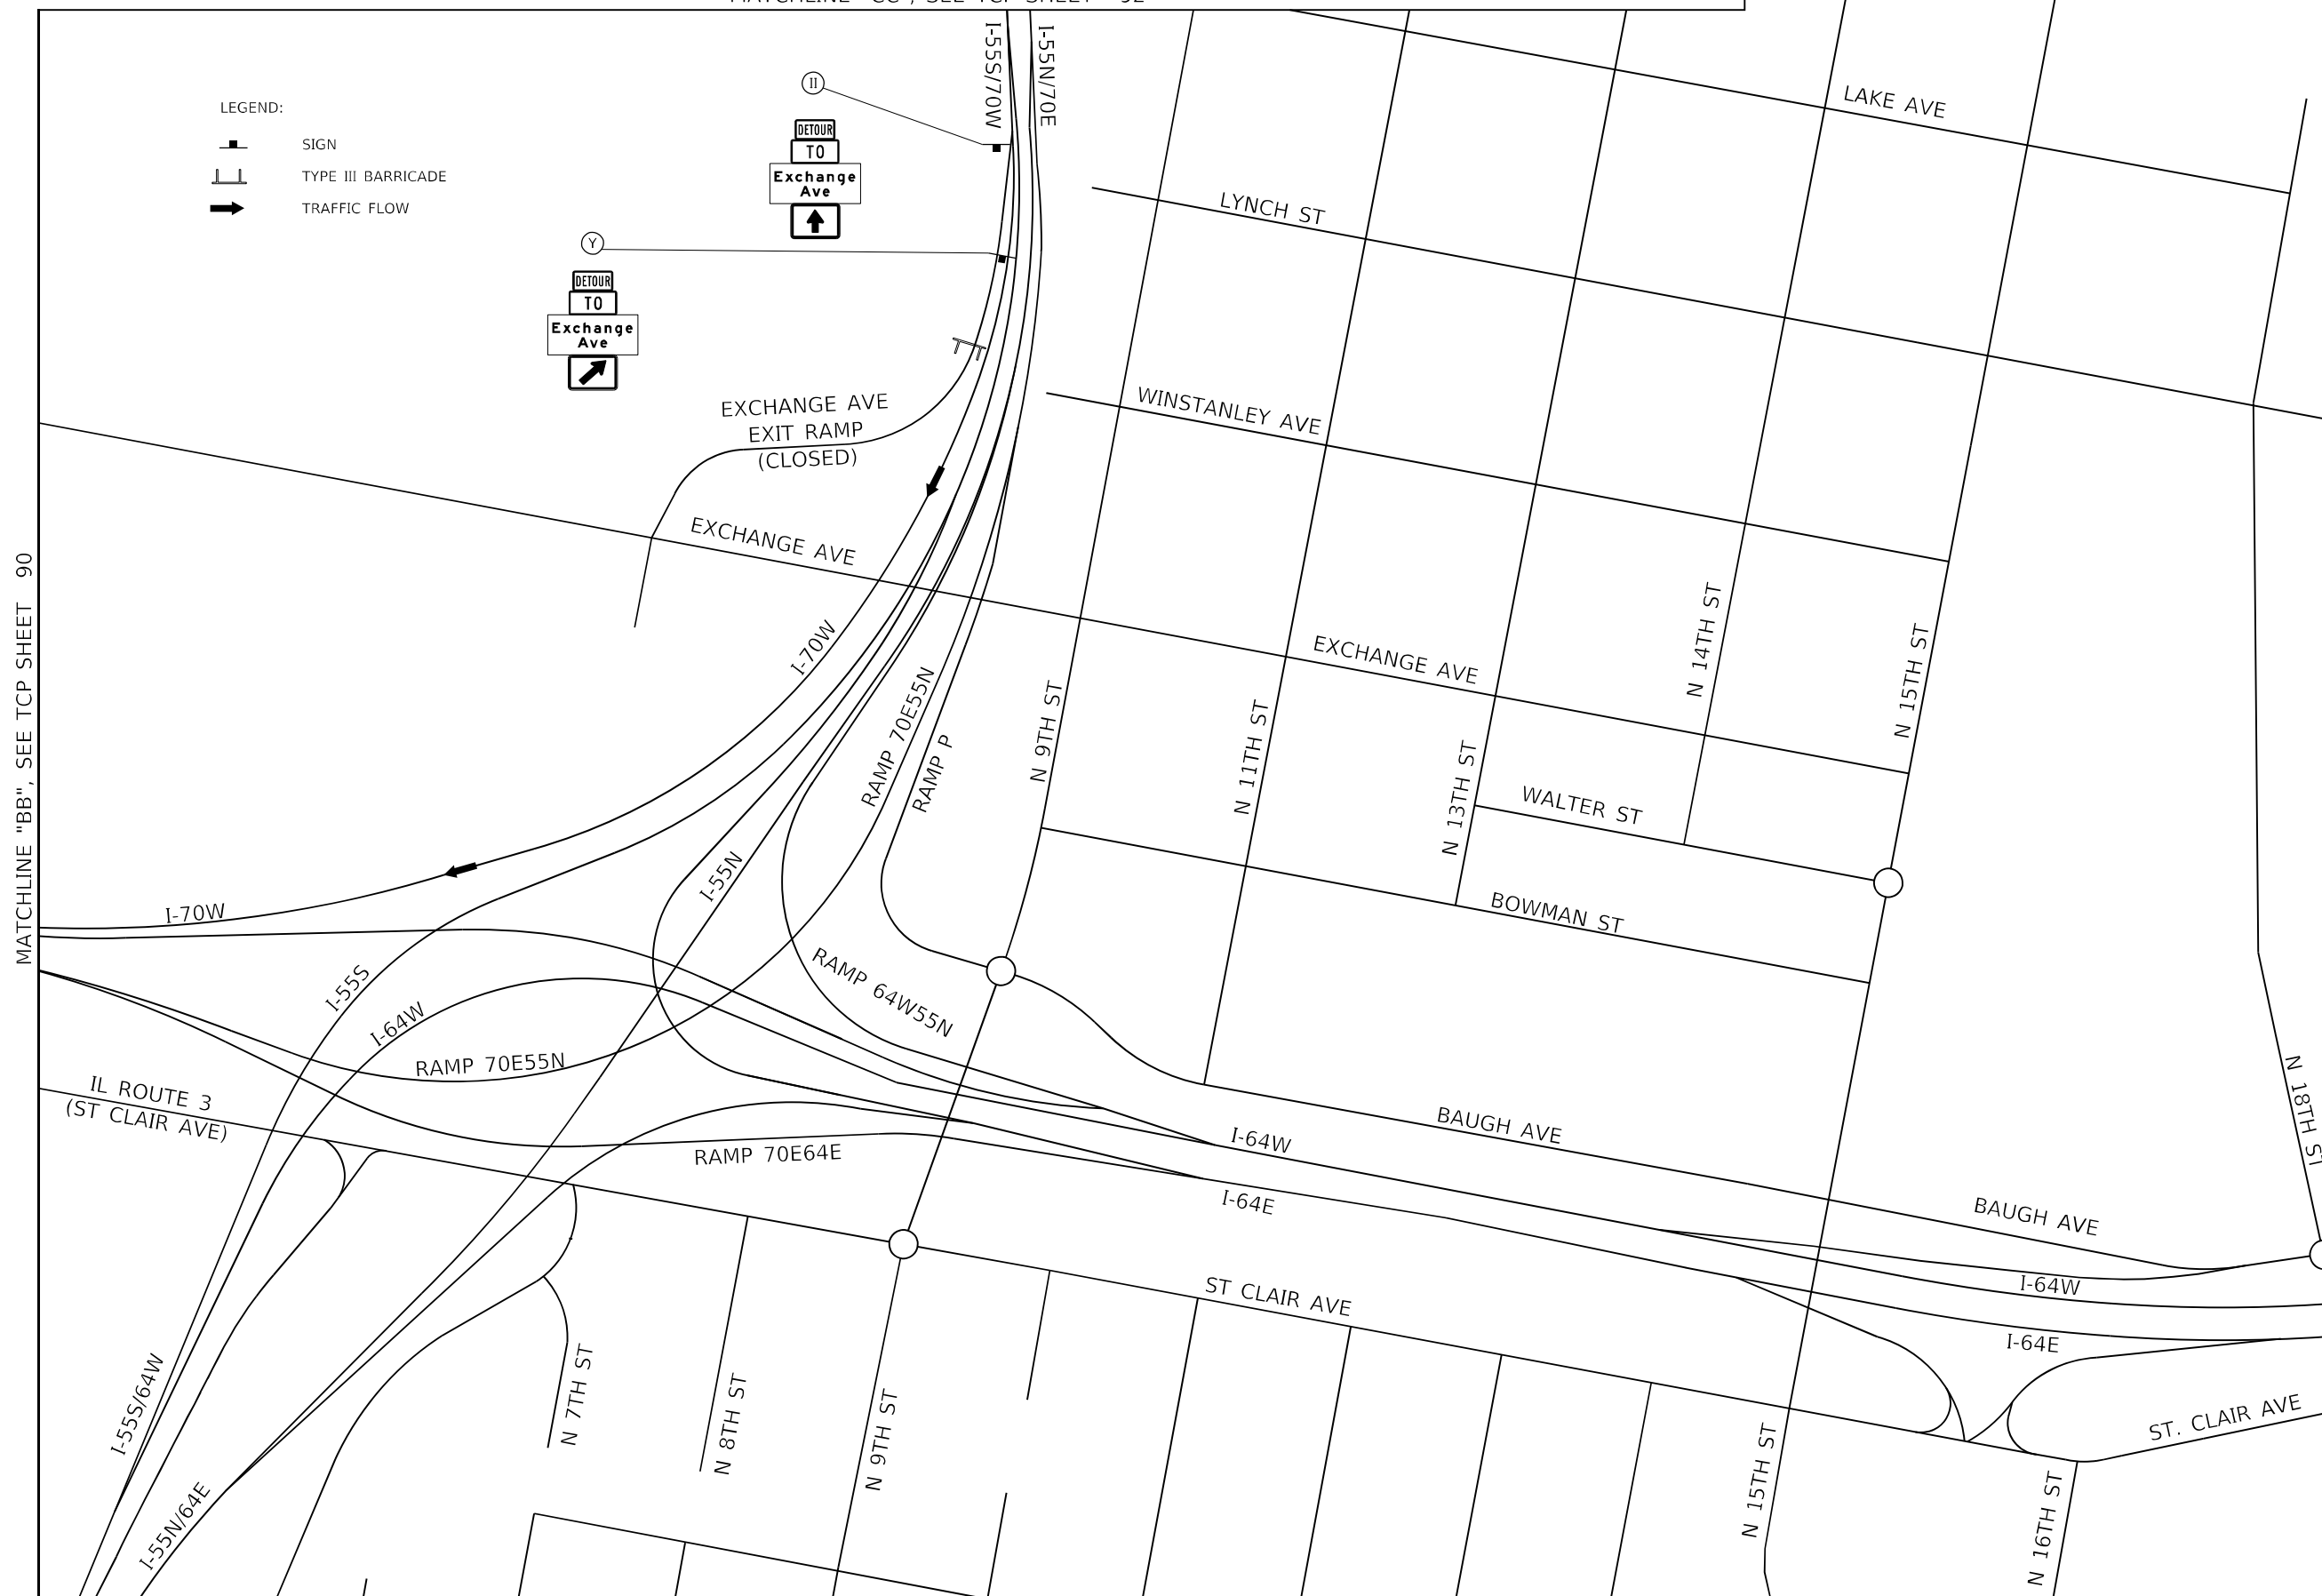 I-55S/70W
I-55N/70E
II
LEGEND:
SIGN
TYPE III BARRICADE
TRAFFIC FLOW
DETOUR
TO
Exchange
Ave
Y
DETOUR
TO
Exchange
Ave
LAKE AVE
LYNCH ST
WINSTANLEY AVE
EXCHANGE AVE
EXIT RAMP
(CLOSED)
EXCHANGE AVE
EXCHANGE AVE
MATCHLINE "BB", SEE TCP SHEET 90
I-70W
RAMP 70E55N
RAMP P
N 9TH ST
N 11TH ST
N 13TH ST
N 14TH ST
N 15TH ST
WALTER ST
BOWMAN ST
I-55N
I-70W
I-55S
I-64W
RAMP 64W55N
RAMP 70E55N
IL ROUTE 3
(ST CLAIR AVE)
RAMP 70E64E
I-64W
I-64E
BAUGH AVE
N 18TH ST
BAUGH AVE
I-64W
I-64E
ST CLAIR AVE
ST. CLAIR AVE
I-55S/64W
I-55N/64E
N 7TH ST
N 8TH ST
N 9TH ST
N 15TH ST
N 16TH ST